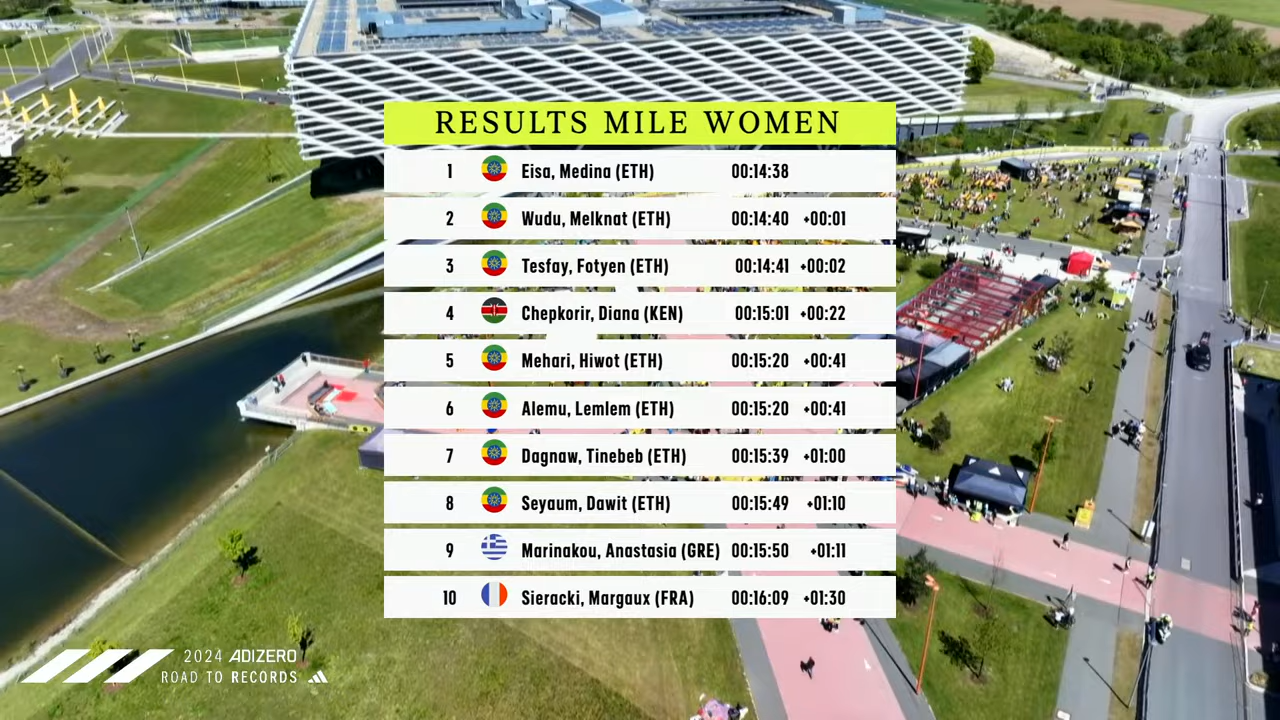 RESULTS MILE WOMEN
1 Eisa, Medina (ETH) 00:14:38
2 Wudu, Melknat (ETH) 00:14:40 +00:01
3 Tesfay, Fotyen (ETH) 00:14:41 +00:02
4 Chepkorir, Diana (KEN) 00:15:01 +00:22
5 Mehari, Hiwot (ETH) 00:15:20 +00:41
6 Alemu, Lemlem (ETH) 00:15:20 +00:41
7 Dagnaw, Tinebeb (ETH) 00:15:39 +01:00
8 Seyaum, Dawit (ETH) 00:15:49 +01:10
9 Marinakou, Anastasia (GRE) 00:15:50 +01:11
10 Sieracki, Margaux (FRA) 00:16:09 +01:30
2024 ADIZERO
ROAD TO RECORDS